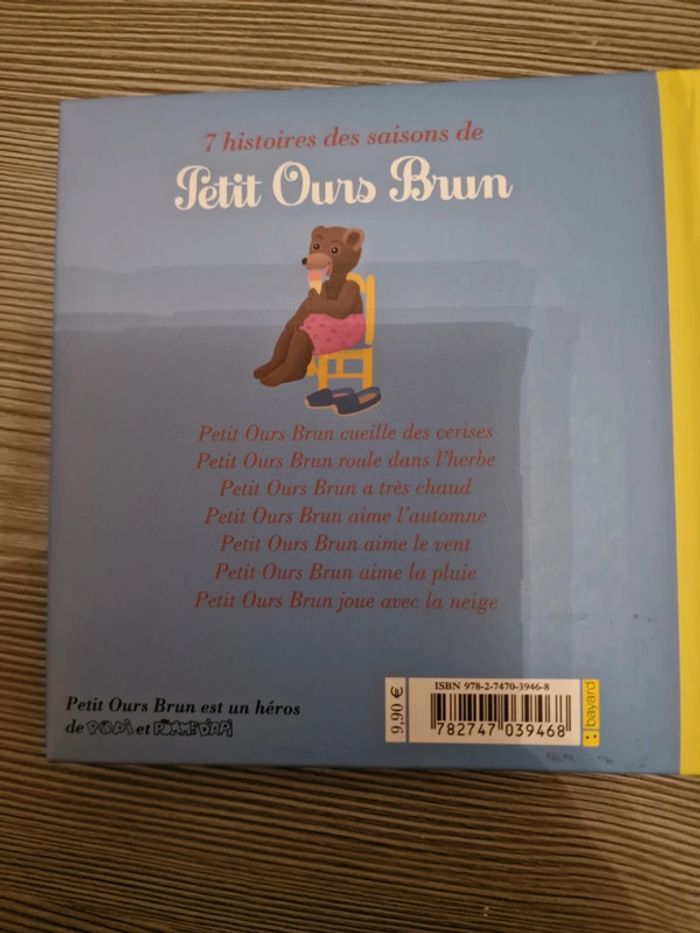 7 histoires des saisons de
Petit Ours Brun
Petit Ours Brun cueille des cerises
Petit Ours Brun roule dans l'herbe
Petit Ours Brun a très chaud
Petit Ours Brun aime l'automne
Petit Ours Brun aime le vent
Petit Ours Brun aime la pluie
Petit Ours Brun joue avec la neige
Petit Ours Brun est un héros
de POPI et POMME D'API
9,90 €
ISBN 978-2-7470-3946-8
782747 039468
bayard